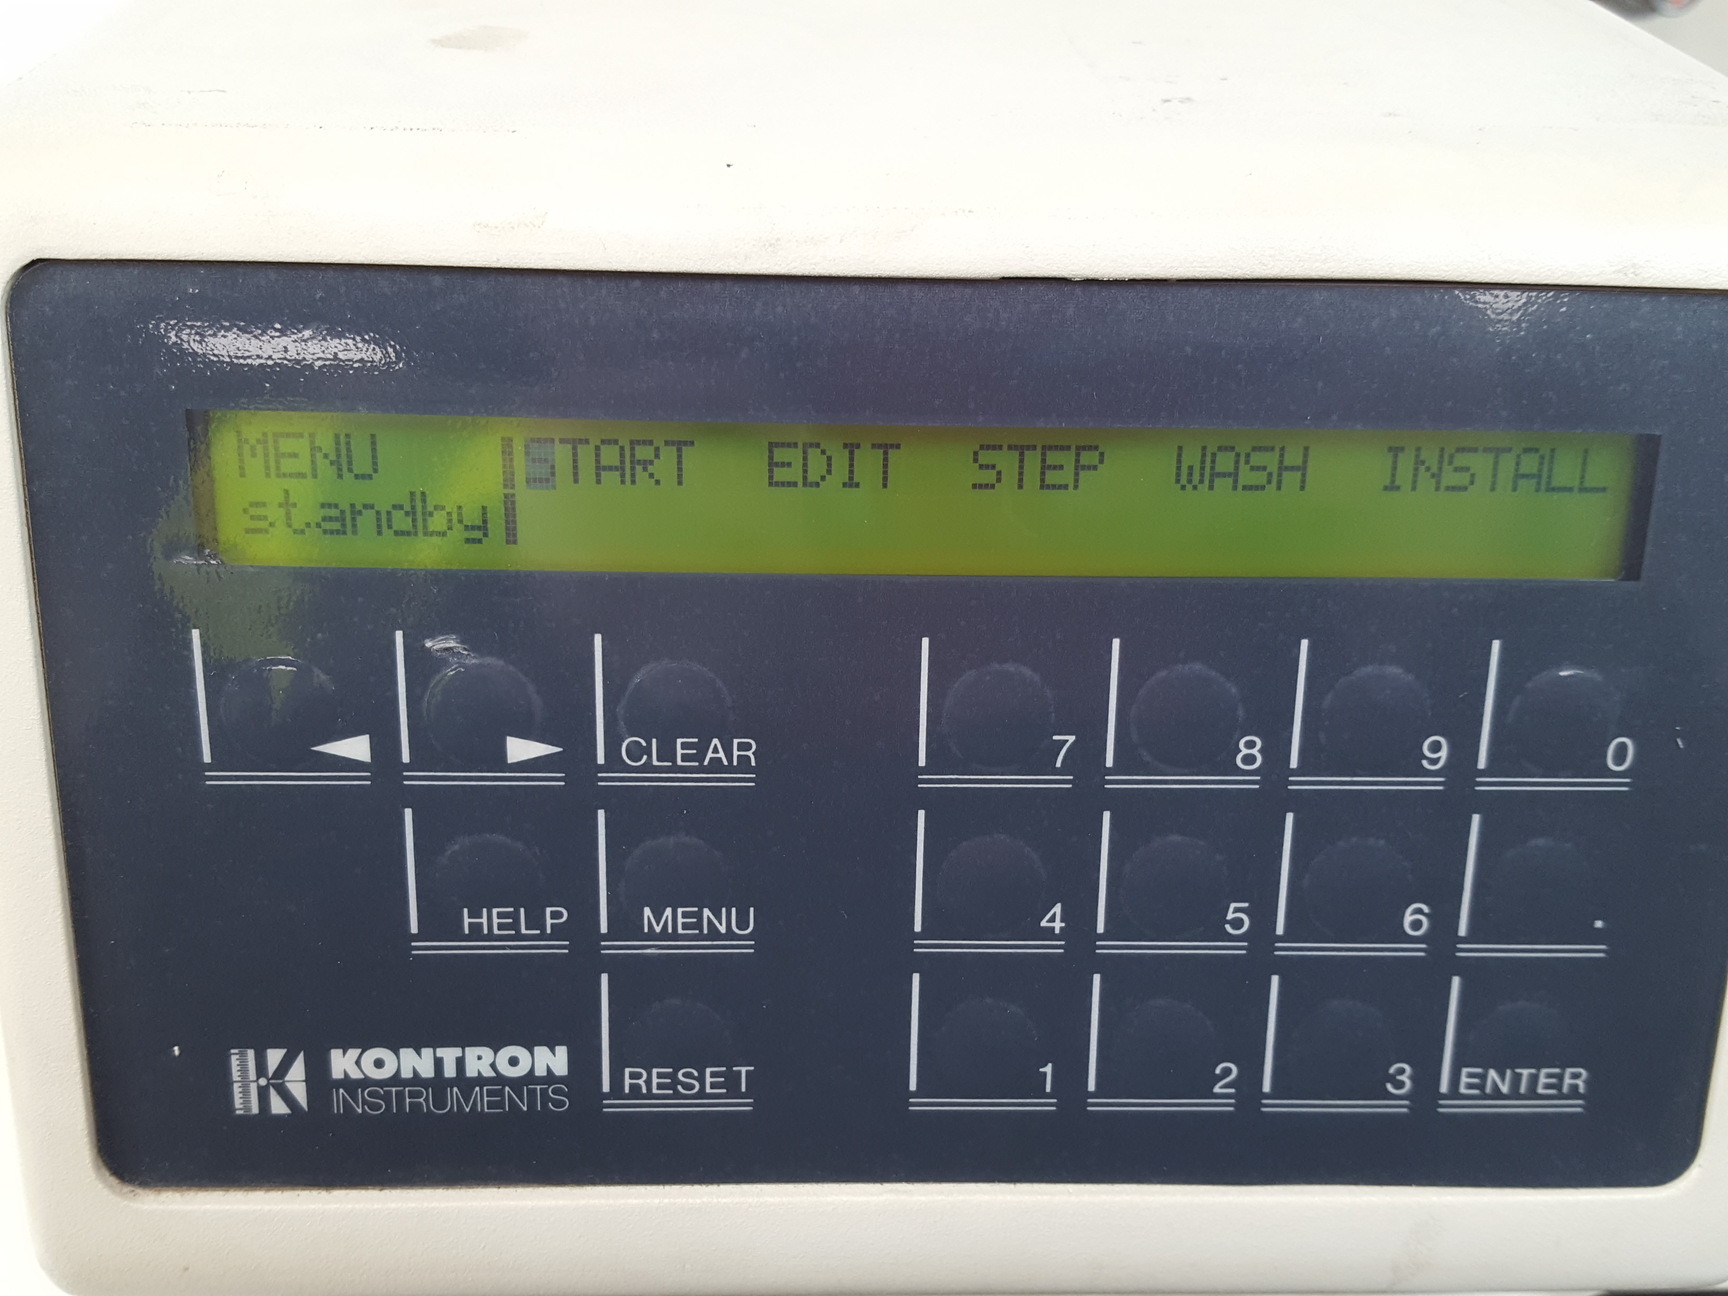 MENU |START EDIT STEP WASH INSTALL
standby|
CLEAR 7 8 9 0
HELP MENU 4 5 6 .
KONTRON
INSTRUMENTS
RESET 1 2 3 ENTER